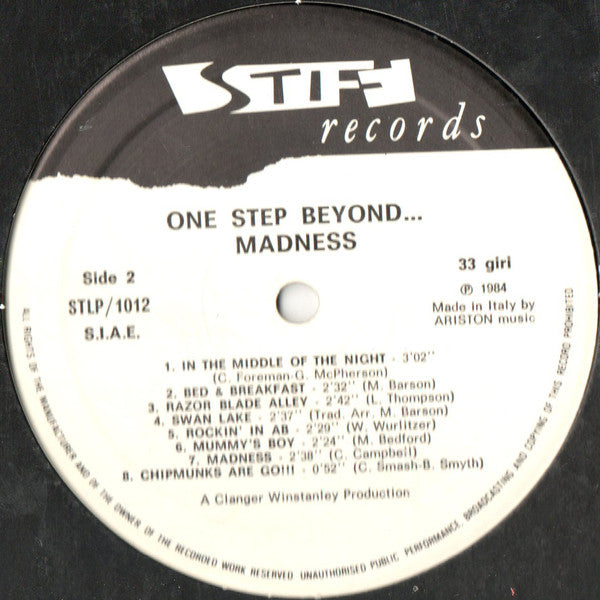 STIFF
records
ONE STEP BEYOND...
MADNESS
Side 2
STLP/1012
S.I.A.E.
33 giri
℗ 1984
Made in Italy by
ARISTON music
1. IN THE MIDDLE OF THE NIGHT - 3'02"
(C. Foreman-G. McPherson)
2. BED & BREAKFAST - 2'32" (M. Barson)
3. RAZOR BLADE ALLEY - 2'42" (L. Thompson)
4. SWAN LAKE - 2'37" (Trad. Arr. M. Barson)
5. ROCKIN' IN AB - 2'29" (W. Wurlitzer)
6. MUMMY'S BOY - 2'24" (M. Bedford)
7. MADNESS - 2'38" (C. Campbell)
8. CHIPMUNKS ARE GO!!! - 0'52" (C. Smash-B. Smyth)
A Clanger Winstanley Production
ALL RIGHTS OF THE MANUFACTURER AND OF THE OWNER OF THE RECORDED WORK RESERVED UNAUTHORISED PUBLIC PERFORMANCE, BROADCASTING AND COPYING OF THIS RECORD PROHIBITED